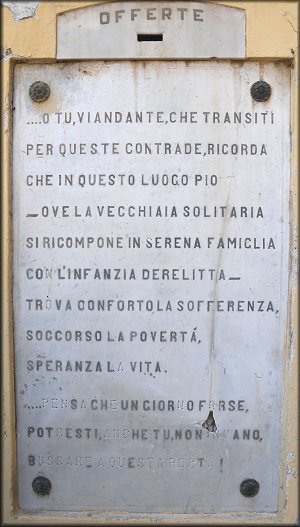 OFFERTE
....O TU, VIANDANTE, CHE TRANSITI
PER QUESTE CONTRADE, RICORDA
CHE IN QUESTO LUOGO PIO
—OVE LA VECCHIAIA SOLITARIA
SI RICOMPONE IN SERENA FAMIGLIA
CON L'INFANZIA DERELITTA—
TROVA CONFORTO LA SOFFERENZA,
SOCCORSO LA POVERTÁ,
SPERANZA LA VITA.
....PENSA CHE UN GIORNO FORSE,
POTRESTI, ANCHE TU, NON INVANO,
BUSSARE A QUESTA PORTA!